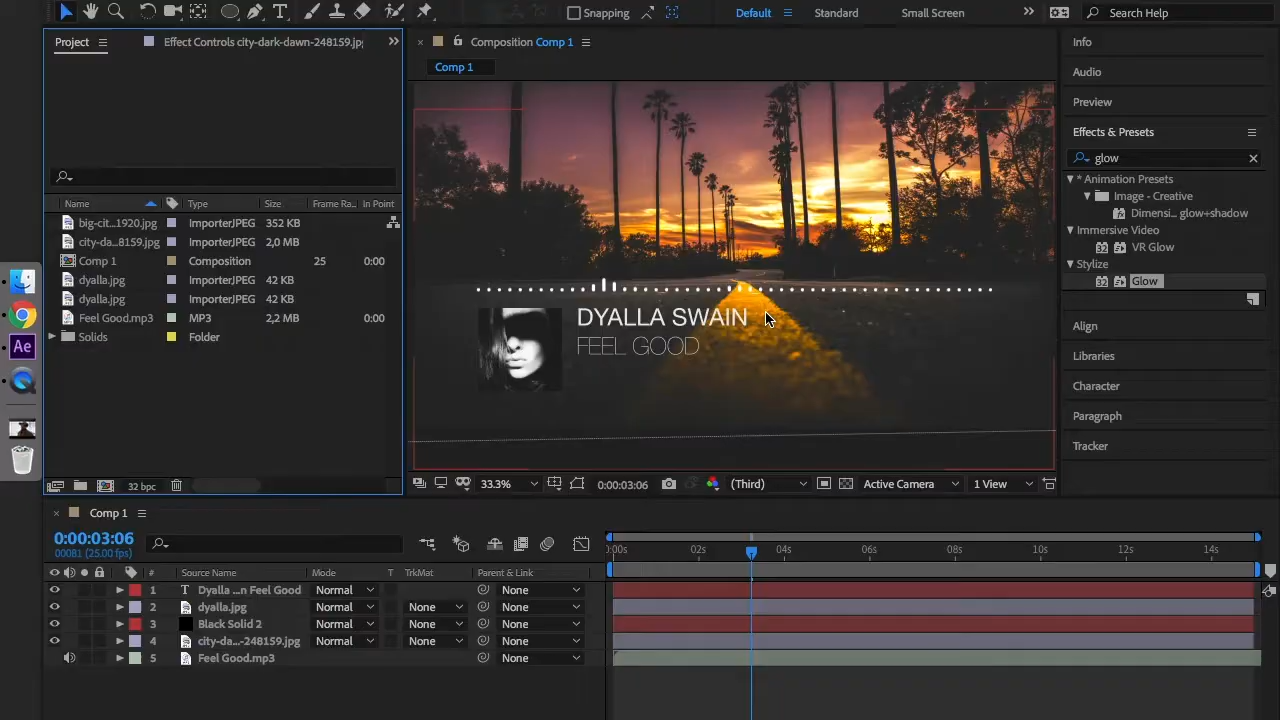 Snapping
Default
Standard
Small Screen
Search Help
Project
Effect Controls city-dark-dawn-248159.jp
Composition Comp 1
Comp 1
Info
Audio
Preview
Effects & Presets
glow
* Animation Presets
Image - Creative
Dimensi... glow+shadow
Immersive Video
VR Glow
Stylize
Glow
Align
Libraries
Character
Paragraph
Tracker
Name Type Size Frame Ra... In Point
big-cit...1920.jpg ImporterJPEG 352 KB
city-da...8159.jpg ImporterJPEG 2,0 MB
Comp 1 Composition 25 0:00
dyalla.jpg ImporterJPEG 42 KB
dyalla.jpg ImporterJPEG 42 KB
Feel Good.mp3 MP3 2,2 MB 0:00
Solids Folder
DYALLA SWAIN
FEEL GOOD
Ae
32 bpc
33.3% 0:00:03:06 (Third) Active Camera 1 View
Comp 1
0:00:03:06
00081 (25.00 fps)
:00s 02s 04s 06s 08s 10s 12s 14s
# Source Name Mode T TrkMat Parent & Link
1 T Dyalla ...n Feel Good Normal None
2 dyalla.jpg Normal None None
3 Black Solid 2 Normal None None
4 city-da...-248159.jpg Normal None None
5 Feel Good.mp3 None